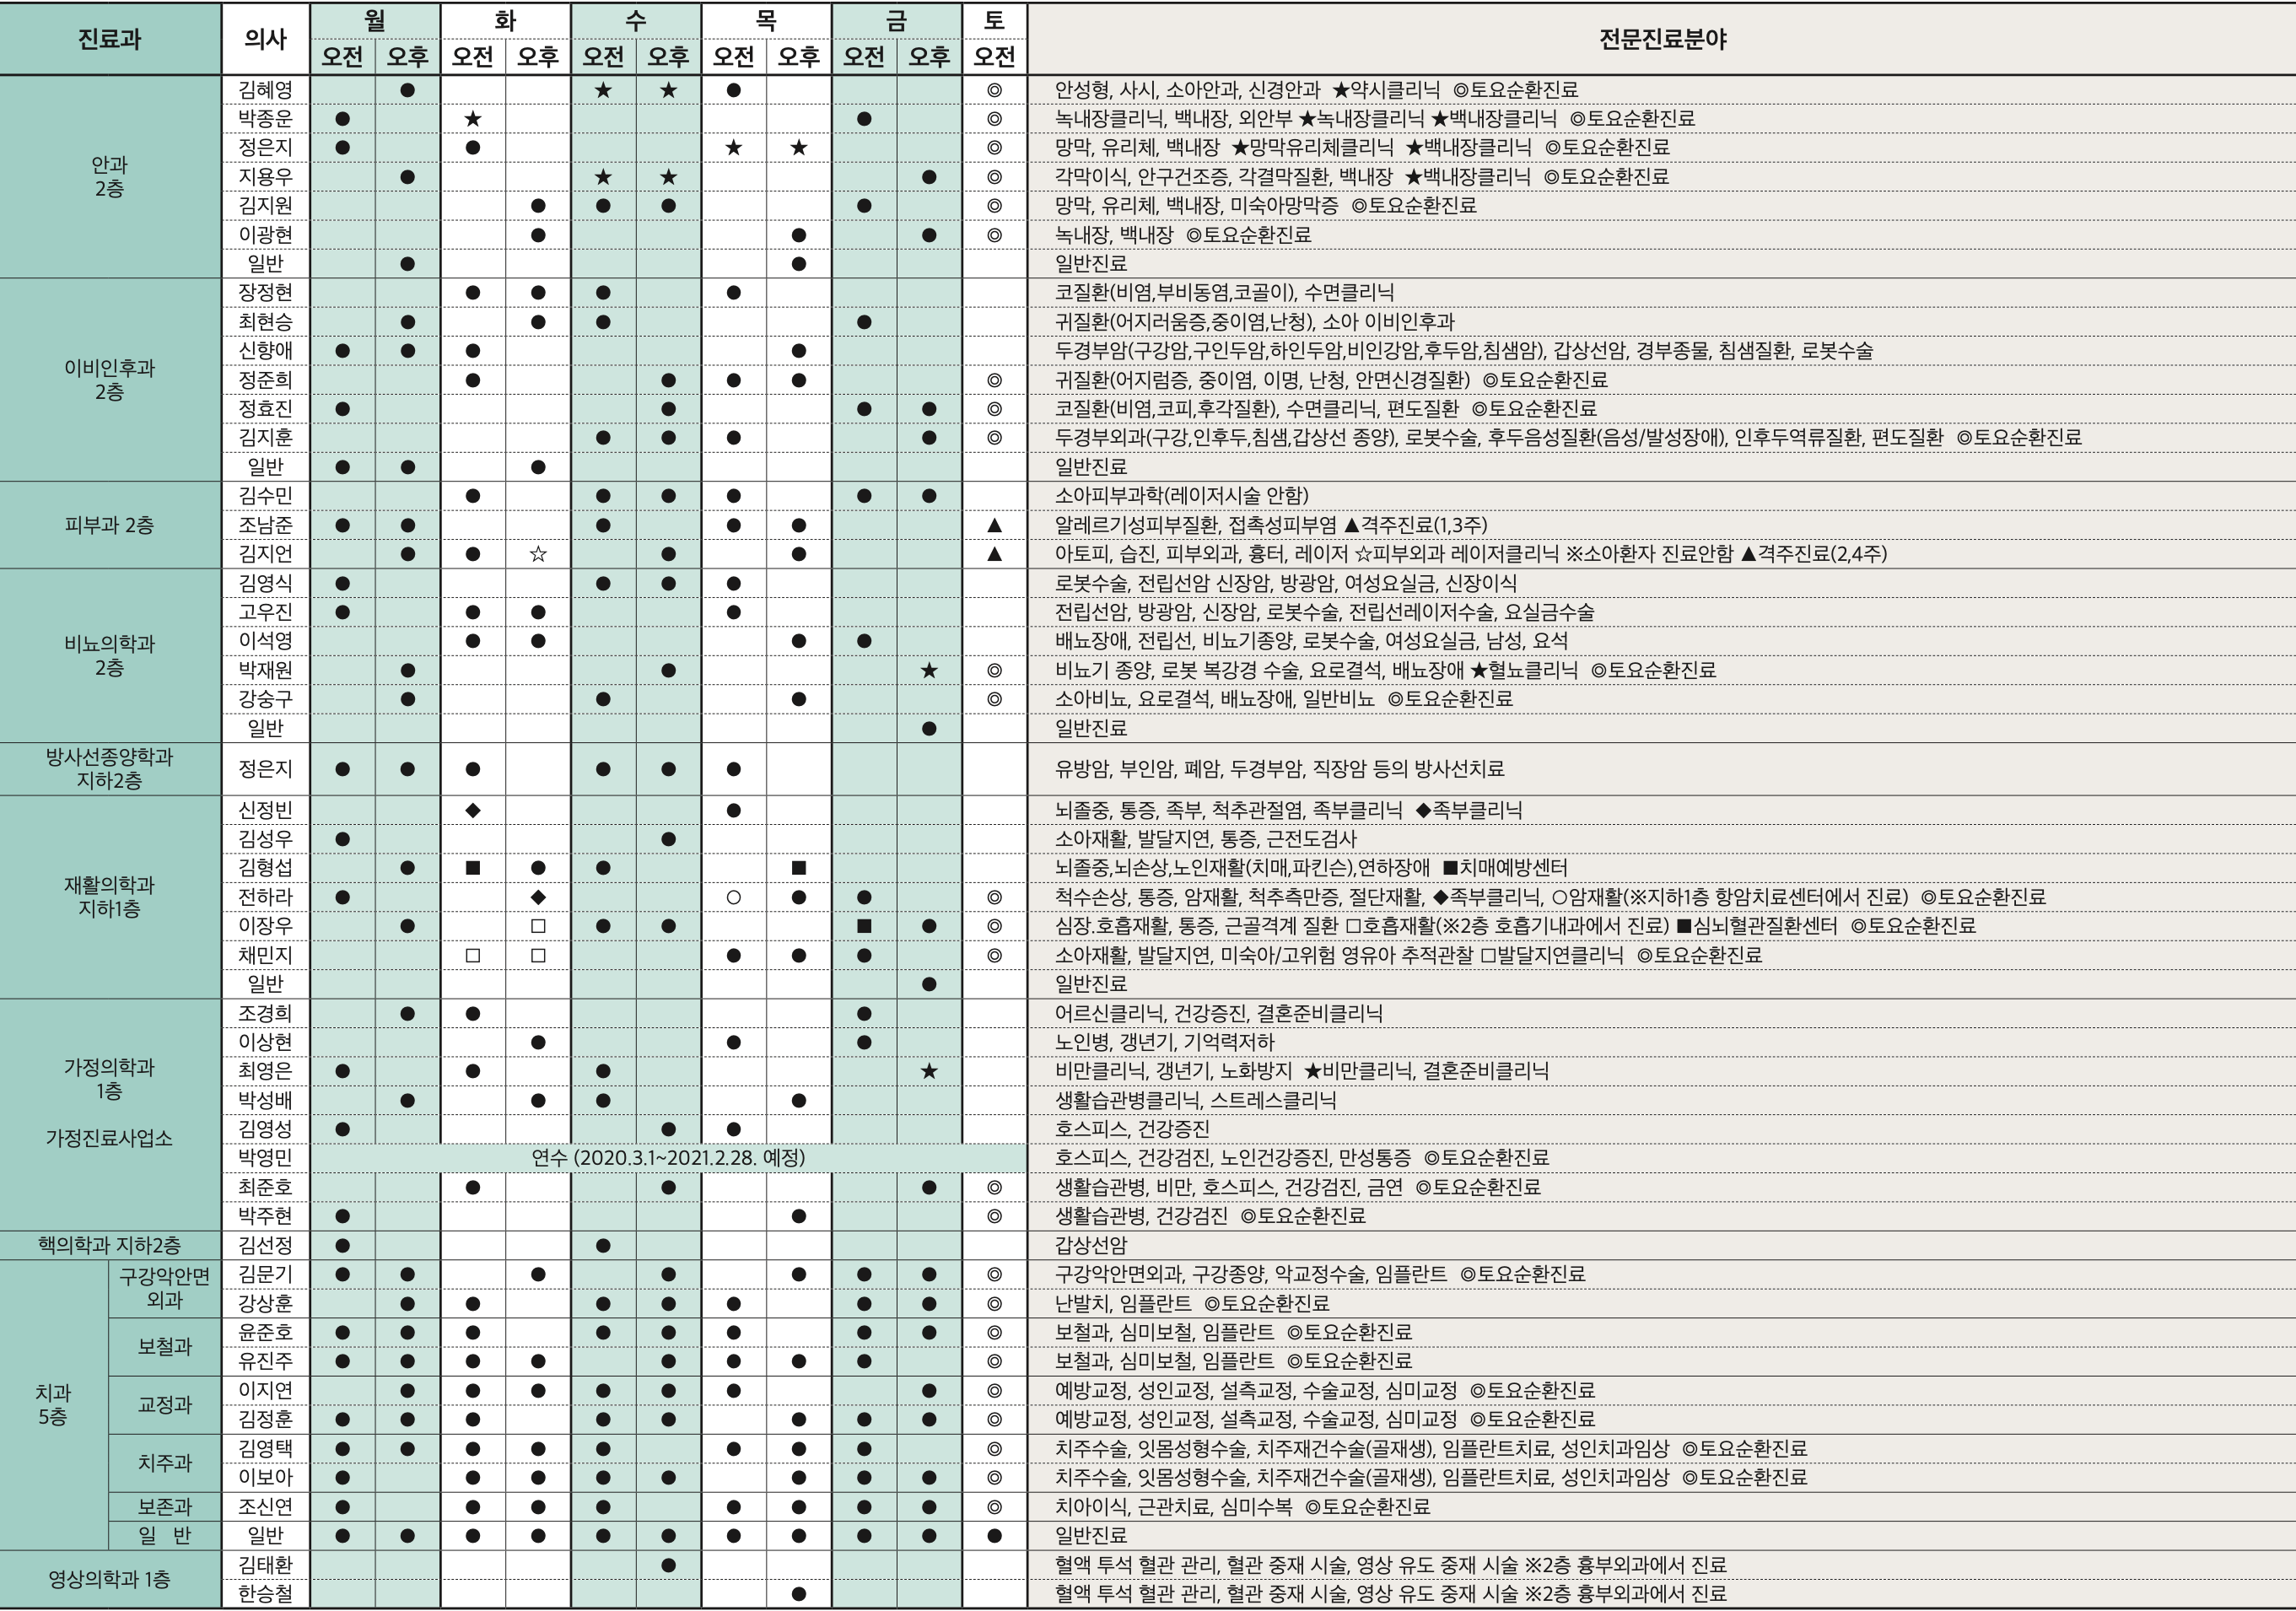 진료과 의사 월 화 수 목 금 토 전문진료분야
오전 오후 오전 오후 오전 오후 오전 오후 오전 오후 오전
안과
2층
김혜영 ● ★ ★ ● ◎ 안성형, 사시, 소아안과, 신경안과 ★약시클리닉 ◎토요순환진료
박종운 ● ★ ● ◎ 녹내장클리닉, 백내장, 외안부 ★녹내장클리닉 ★백내장클리닉 ◎토요순환진료
정은지 ● ● ★ ★ ◎ 망막, 유리체, 백내장 ★망막유리체클리닉 ★백내장클리닉 ◎토요순환진료
지용우 ● ★ ★ ● ◎ 각막이식, 안구건조증, 각결막질환, 백내장 ★백내장클리닉 ◎토요순환진료
김지원 ● ● ● ● ◎ 망막, 유리체, 백내장, 미숙아망막증 ◎토요순환진료
이광현 ● ● ● ◎ 녹내장, 백내장 ◎토요순환진료
일반 ● ● 일반진료
이비인후과
2층
장정현 ● ● ● ● 코질환(비염,부비동염,코골이), 수면클리닉
최현승 ● ● ● ● 귀질환(어지러움증,중이염,난청), 소아 이비인후과
신향애 ● ● ● ● 두경부암(구강암,구인두암,하인두암,비인강암,후두암,침샘암), 갑상선암, 경부종물, 침샘질환, 로봇수술
정준희 ● ● ● ● ◎ 귀질환(어지럼증, 중이염, 이명, 난청, 안면신경질환) ◎토요순환진료
정효진 ● ● ● ● ◎ 코질환(비염,코피,후각질환), 수면클리닉, 편도질환 ◎토요순환진료
김지훈 ● ● ● ● ◎ 두경부외과(구강,인후두,침샘,갑상선 종양), 로봇수술, 후두음성질환(음성/발성장애), 인후두역류질환, 편도질환 ◎토요순환진료
일반 ● ● ● 일반진료
피부과 2층
김수민 ● ● ● ● ● ● 소아피부과학(레이저시술 안함)
조남준 ● ● ● ● ● ▲ 알레르기성피부질환, 접촉성피부염 ▲격주진료(1,3주)
김지언 ● ● ☆ ● ● ▲ 아토피, 습진, 피부외과, 흉터, 레이저 ☆피부외과 레이저클리닉 ※소아환자 진료안함 ▲격주진료(2,4주)
비뇨의학과
2층
김영식 ● ● ● ● 로봇수술, 전립선암 신장암, 방광암, 여성요실금, 신장이식
고우진 ● ● ● ● 전립선암, 방광암, 신장암, 로봇수술, 전립선레이저수술, 요실금수술
이석영 ● ● ● ● 배뇨장애, 전립선, 비뇨기종양, 로봇수술, 여성요실금, 남성, 요석
박재원 ● ● ★ ◎ 비뇨기 종양, 로봇 복강경 수술, 요로결석, 배뇨장애 ★혈뇨클리닉 ◎토요순환진료
강숭구 ● ● ● ◎ 소아비뇨, 요로결석, 배뇨장애, 일반비뇨 ◎토요순환진료
일반 ● 일반진료
방사선종양학과
지하2층
정은지 ● ● ● ● ● ● 유방암, 부인암, 폐암, 두경부암, 직장암 등의 방사선치료
재활의학과
지하1층
신정빈 ◆ ● 뇌졸중, 통증, 족부, 척추관절염, 족부클리닉 ◆족부클리닉
김성우 ● ● 소아재활, 발달지연, 통증, 근전도검사
김형섭 ● ■ ● ● ■ 뇌졸중,뇌손상,노인재활(치매,파킨슨),연하장애 ■치매예방센터
전하라 ● ◆ ○ ● ● ◎ 척수손상, 통증, 암재활, 척추측만증, 절단재활, ◆족부클리닉, ○암재활(※지하1층 항암치료센터에서 진료) ◎토요순환진료
이장우 ● □ ● ● ■ ● ◎ 심장.호흡재활, 통증, 근골격계 질환 □호흡재활(※2층 호흡기내과에서 진료) ■심뇌혈관질환센터 ◎토요순환진료
채민지 □ □ ● ● ● ◎ 소아재활, 발달지연, 미숙아/고위험 영유아 추적관찰 □발달지연클리닉 ◎토요순환진료
일반 ● 일반진료
가정의학과
1층
가정진료사업소
조경희 ● ● ● 어르신클리닉, 건강증진, 결혼준비클리닉
이상현 ● ● ● 노인병, 갱년기, 기억력저하
최영은 ● ● ● ★ 비만클리닉, 갱년기, 노화방지 ★비만클리닉, 결혼준비클리닉
박성배 ● ● ● ● 생활습관병클리닉, 스트레스클리닉
김영성 ● ● ● 호스피스, 건강증진
박영민 연수 (2020.3.1~2021.2.28. 예정) 호스피스, 건강검진, 노인건강증진, 만성통증 ◎토요순환진료
최준호 ● ● ● ◎ 생활습관병, 비만, 호스피스, 건강검진, 금연 ◎토요순환진료
박주현 ● ● ◎ 생활습관병, 건강검진 ◎토요순환진료
핵의학과 지하2층 김선정 ● ● 갑상선암
치과
5층
구강악안면
외과
김문기 ● ● ● ● ● ● ● ◎ 구강악안면외과, 구강종양, 악교정수술, 임플란트 ◎토요순환진료
강상훈 ● ● ● ● ● ● ● ◎ 난발치, 임플란트 ◎토요순환진료
보철과
윤준호 ● ● ● ● ● ● ● ● ◎ 보철과, 심미보철, 임플란트 ◎토요순환진료
유진주 ● ● ● ● ● ● ● ● ◎ 보철과, 심미보철, 임플란트 ◎토요순환진료
교정과
이지연 ● ● ● ● ● ● ● ◎ 예방교정, 성인교정, 설측교정, 수술교정, 심미교정 ◎토요순환진료
김정훈 ● ● ● ● ● ● ● ● ◎ 예방교정, 성인교정, 설측교정, 수술교정, 심미교정 ◎토요순환진료
치주과
김영택 ● ● ● ● ● ● ● ● ◎ 치주수술, 잇몸성형수술, 치주재건수술(골재생), 임플란트치료, 성인치과임상 ◎토요순환진료
이보아 ● ● ● ● ● ● ● ● ◎ 치주수술, 잇몸성형수술, 치주재건수술(골재생), 임플란트치료, 성인치과임상 ◎토요순환진료
보존과 조신연 ● ● ● ● ● ● ● ● ◎ 치아이식, 근관치료, 심미수복 ◎토요순환진료
일 반 일반 ● ● ● ● ● ● ● ● ● ● ● 일반진료
영상의학과 1층
김태환 ● 혈액 투석 혈관 관리, 혈관 중재 시술, 영상 유도 중재 시술 ※2층 흉부외과에서 진료
한승철 ● 혈액 투석 혈관 관리, 혈관 중재 시술, 영상 유도 중재 시술 ※2층 흉부외과에서 진료